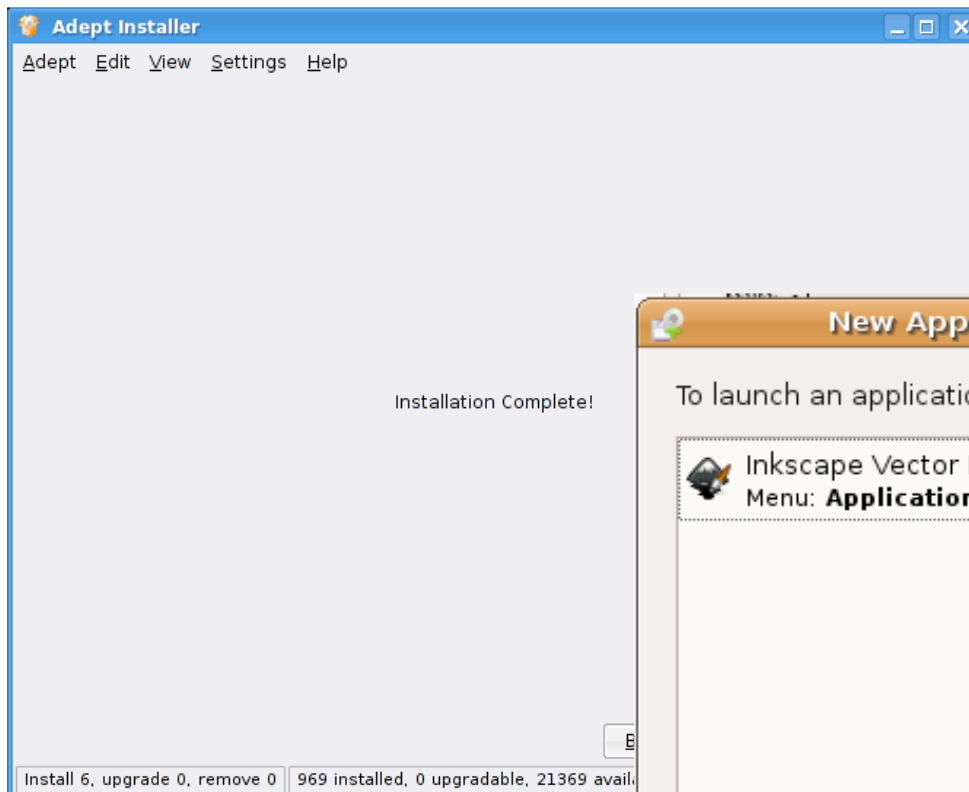 Adept Installer
Adept Edit View Settings Help
Installation Complete!
New App
To launch an applicatio
Inkscape Vector
Menu: Application
B
Install 6, upgrade 0, remove 0 969 installed, 0 upgradable, 21369 avail